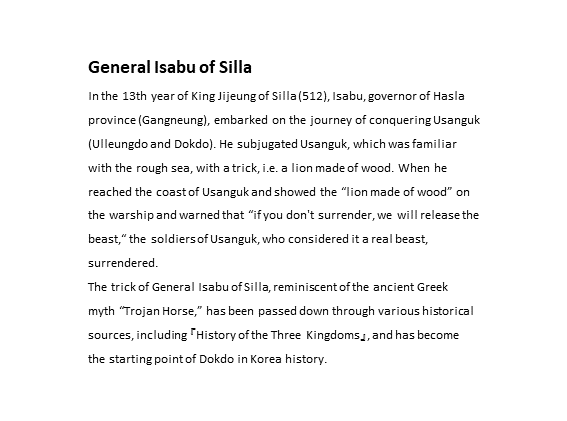 General Isabu of Silla
In the 13th year of King Jijeung of Silla(512), Isabu, governor of Hasla
province (Gangneung), embarked on the journey of conquering Usanguk
(Ulleungdo and Dokdo). He subjugated Usanguk, which was familiar
with the rough sea, with a trick, i.e. a lion made of wood. When he
reached the coast of Usanguk and showed the “lion made of wood” on
the warship and warned that “if you don't surrender, we will release the
beast,“ the soldiers of Usanguk, who considered it a real beast,
surrendered.
The trick of General Isabu of Silla, reminiscent of the ancient Greek
myth “Trojan Horse,” has been passed down through various historical
sources, including『History of the Three Kingdoms』, and has become
the starting point of Dokdo in Korea history.